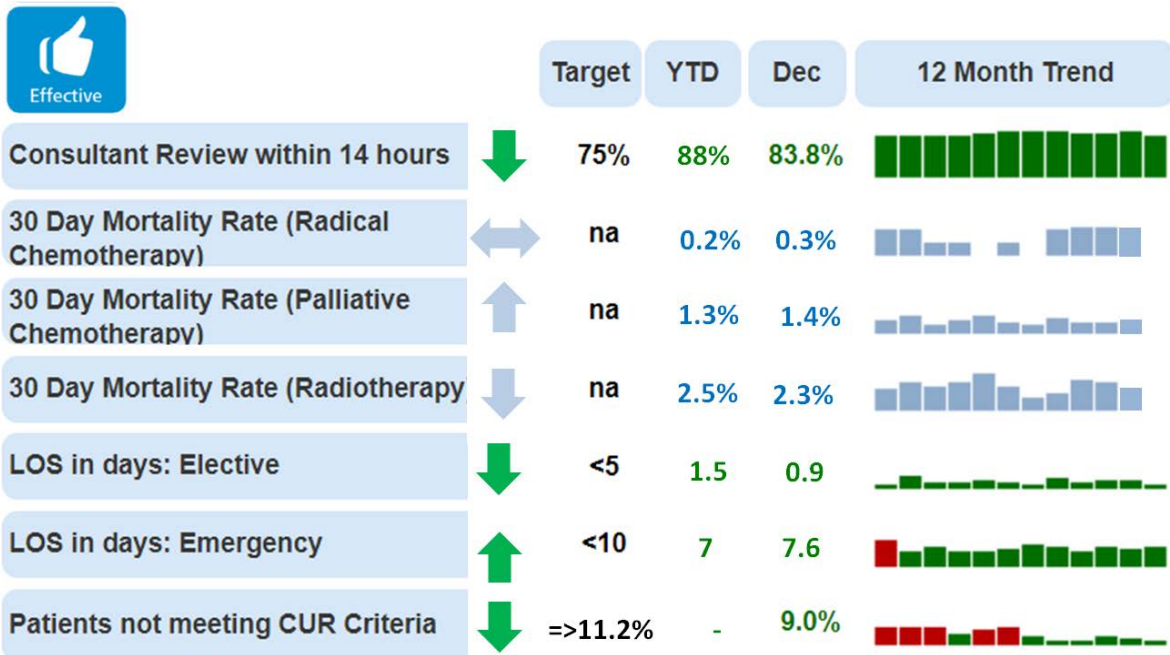 Effective
Target YTD Dec 12 Month Trend
Consultant Review within 14 hours 75% 88% 83.8%
30 Day Mortality Rate (Radical
Chemotherapy) na 0.2% 0.3%
30 Day Mortality Rate (Palliative
Chemotherapy) na 1.3% 1.4%
30 Day Mortality Rate (Radiotherapy na 2.5% 2.3%
LOS in days: Elective <5 1.5 0.9
LOS in days: Emergency <10 7 7.6
Patients not meeting CUR Criteria =>11.2% - 9.0%